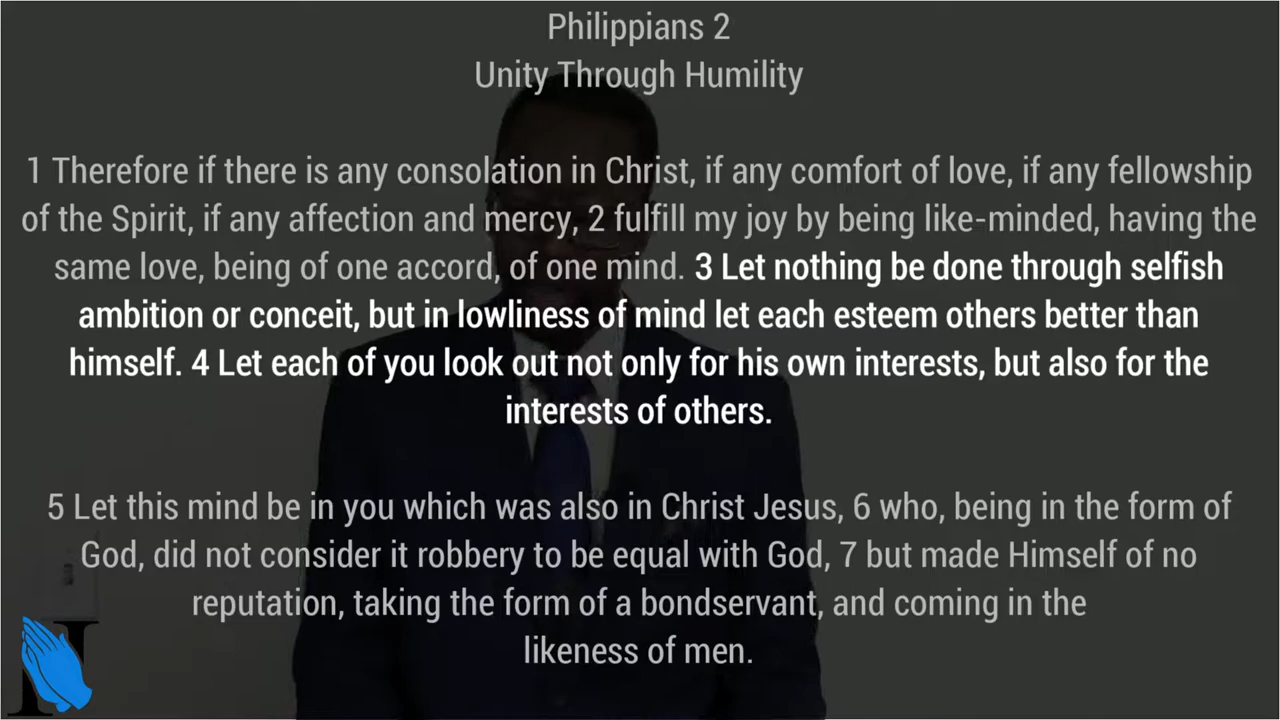 Philippians 2
Unity Through Humility
1 Therefore if there is any consolation in Christ, if any comfort of love, if any fellowship
of the Spirit, if any affection and mercy, 2 fulfill my joy by being like-minded, having the
same love, being of one accord, of one mind. 3 Let nothing be done through selfish
ambition or conceit, but in lowliness of mind let each esteem others better than
himself. 4 Let each of you look out not only for his own interests, but also for the
interests of others.
5 Let this mind be in you which was also in Christ Jesus, 6 who, being in the form of
God, did not consider it robbery to be equal with God, 7 but made Himself of no
reputation, taking the form of a bondservant, and coming in the
likeness of men.